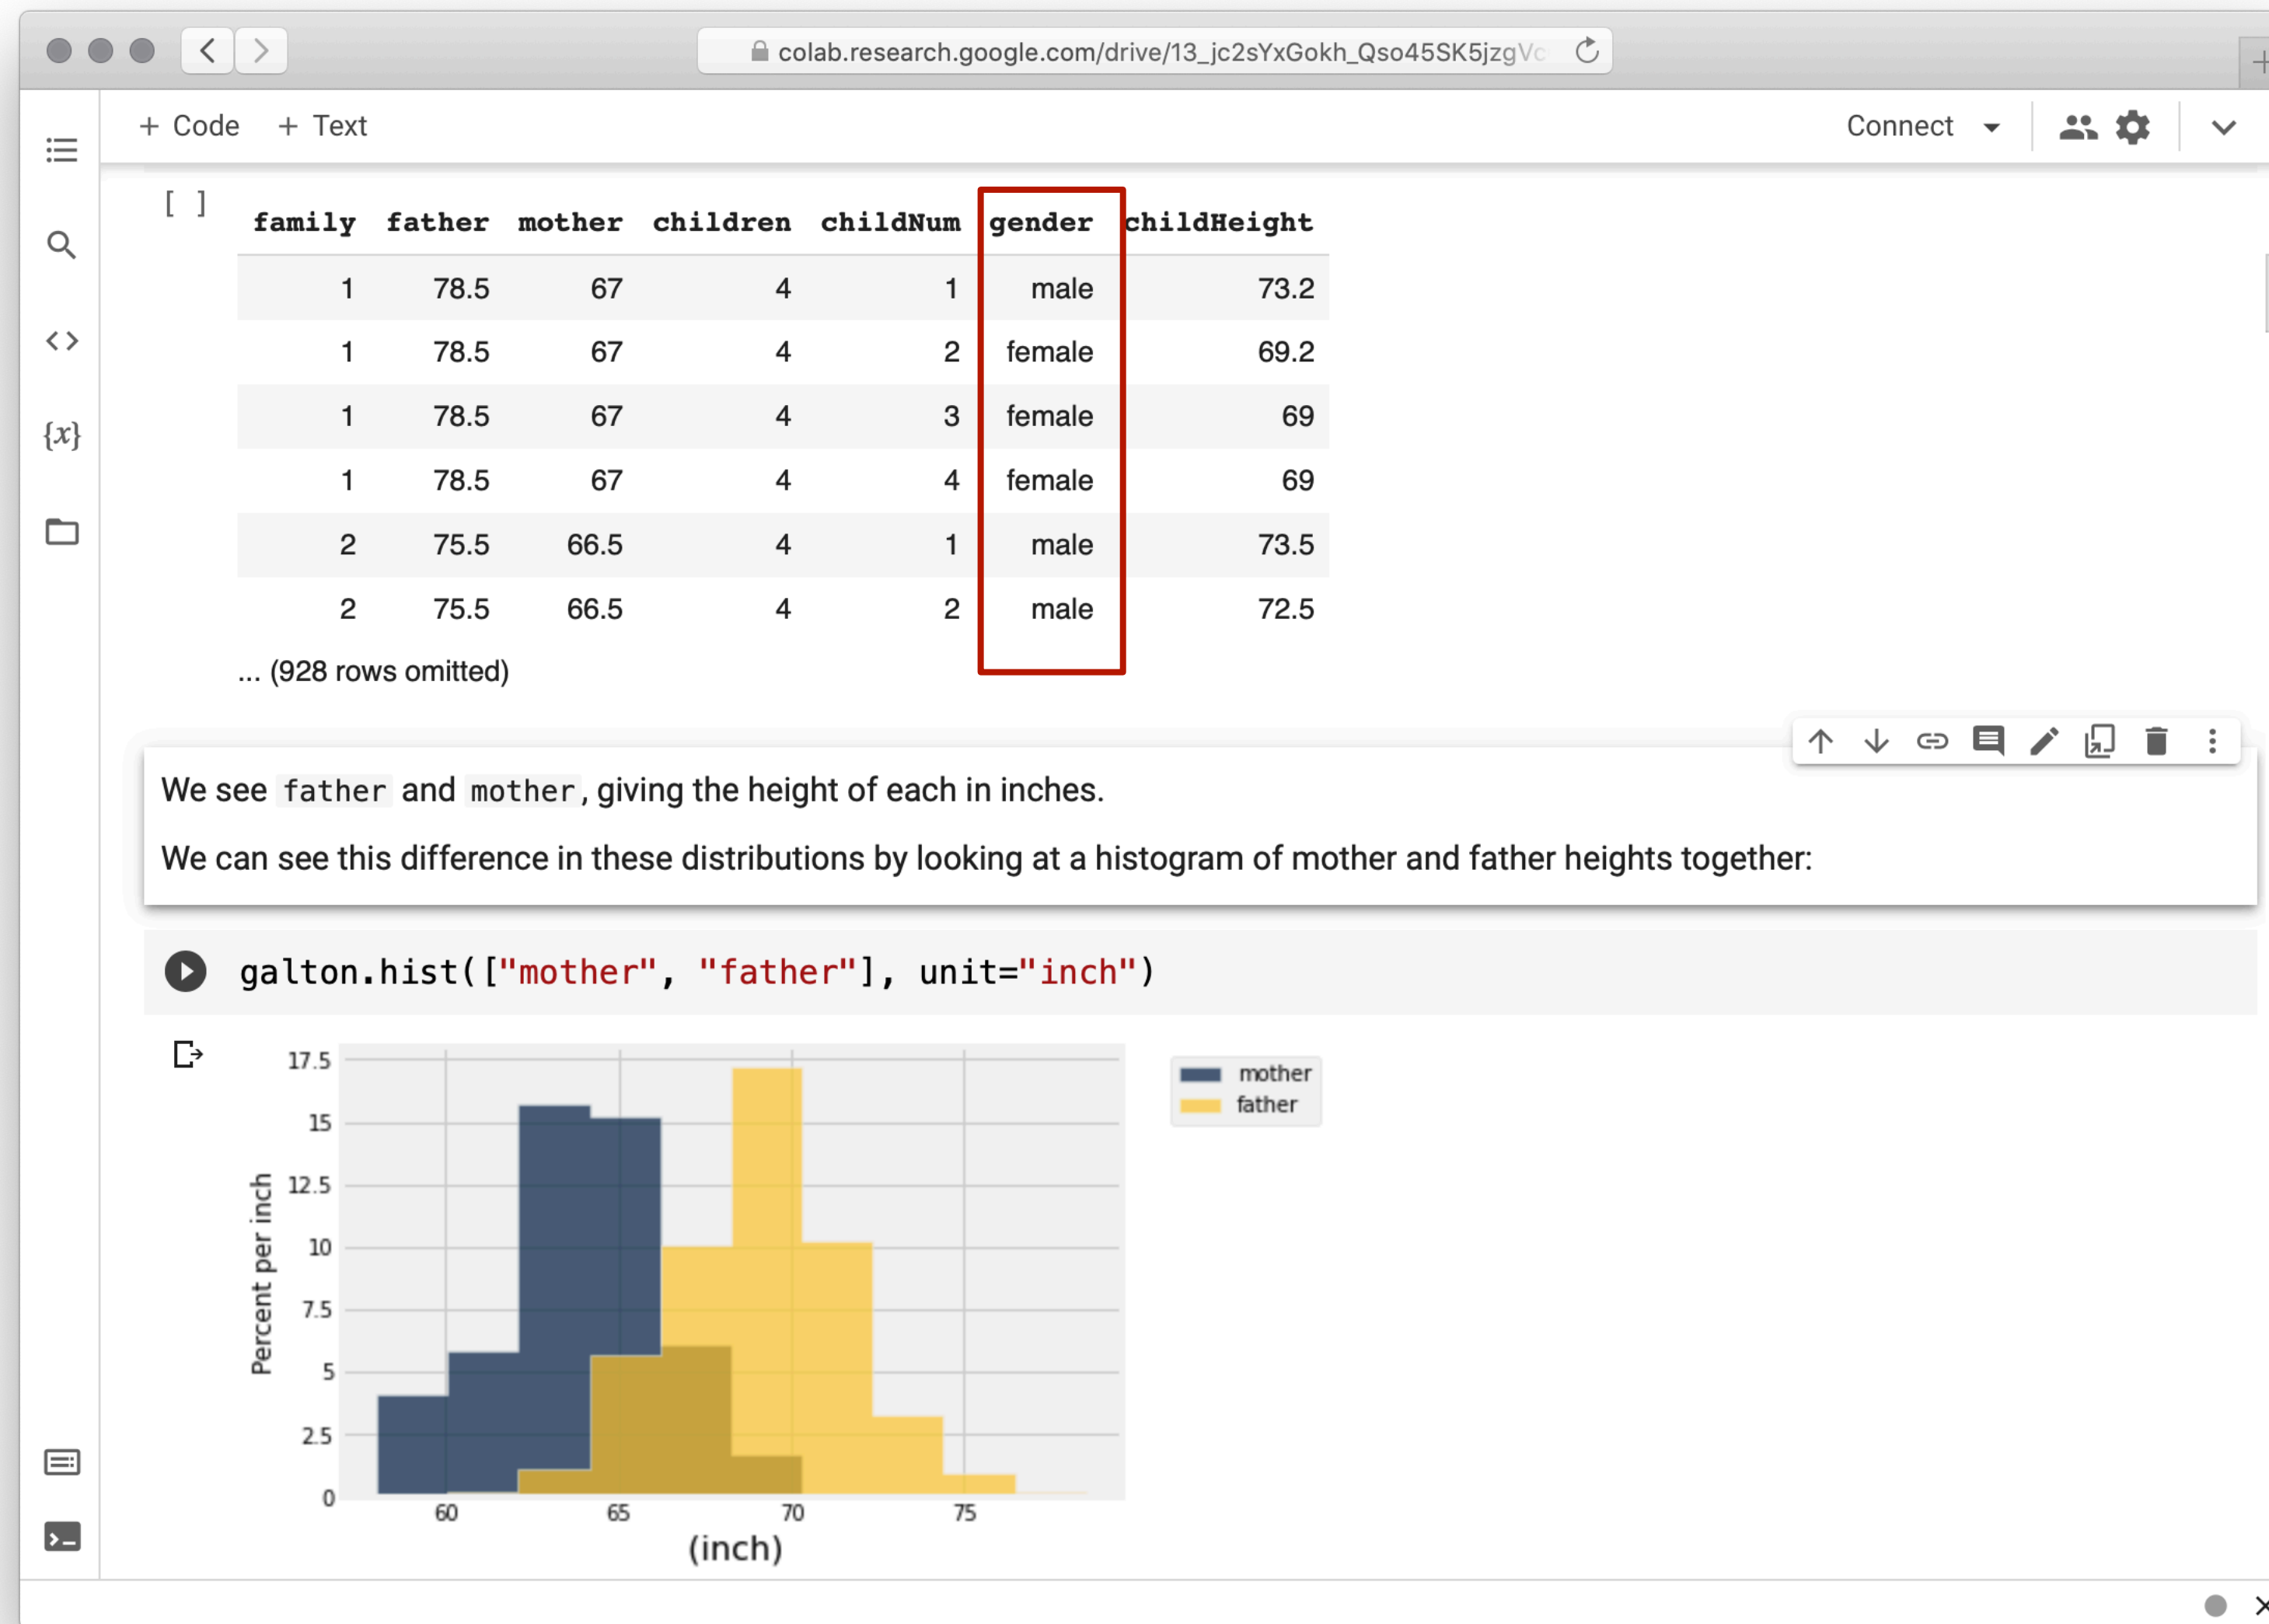 colab.research.google.com/drive/13_jc2sYxGokh_Qso45SK5jzgVc
+ Code + Text Connect
[ ]
family father mother children childNum gender childHeight
1 78.5 67 4 1 male 73.2
1 78.5 67 4 2 female 69.2
1 78.5 67 4 3 female 69
1 78.5 67 4 4 female 69
2 75.5 66.5 4 1 male 73.5
2 75.5 66.5 4 2 male 72.5
... (928 rows omitted)
We see father and mother, giving the height of each in inches.
We can see this difference in these distributions by looking at a histogram of mother and father heights together:
galton.hist(["mother", "father"], unit="inch")
mother
father
Percent per inch
17.5
15
12.5
10
7.5
5
2.5
0
60 65 70 75
(inch)
{x}